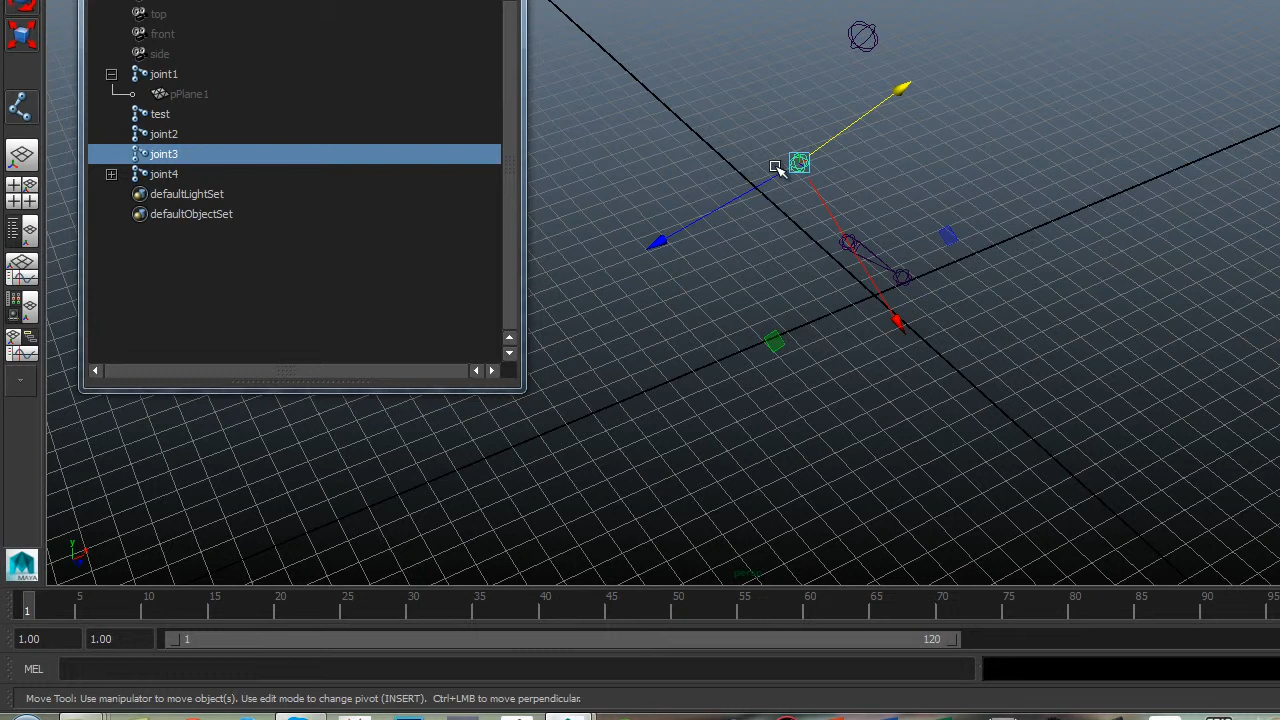 top
front
side
joint1
pPlane1
test
joint2
joint3
joint4
defaultLightSet
defaultObjectSet
y
persp
MAYA
5 10 15 20 25 30 35 40 45 50 55 60 65 70 75 80 85 90 95
1
1.00 1.00 1 120
MEL
Move Tool: Use manipulator to move object(s). Use edit mode to change pivot (INSERT). Ctrl+LMB to move perpendicular.